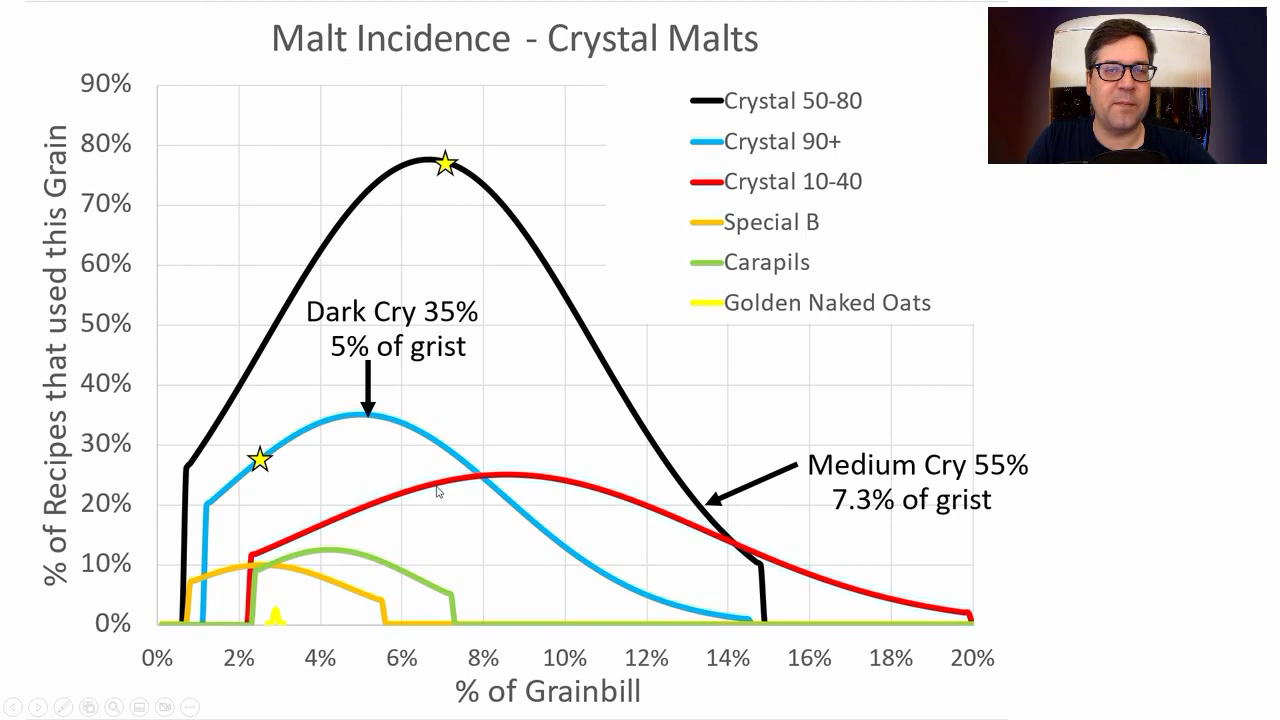 Malt Incidence - Crystal Malts
% of Recipes that used this Grain
90%
80%
70%
60%
50%
40%
30%
20%
10%
0%
Crystal 50-80
Crystal 90+
Crystal 10-40
Special B
Carapils
Golden Naked Oats
Dark Cry 35%
5% of grist
Medium Cry 55%
7.3% of grist
0%
2%
4%
6%
8%
10%
12%
14%
16%
18%
20%
% of Grainbill